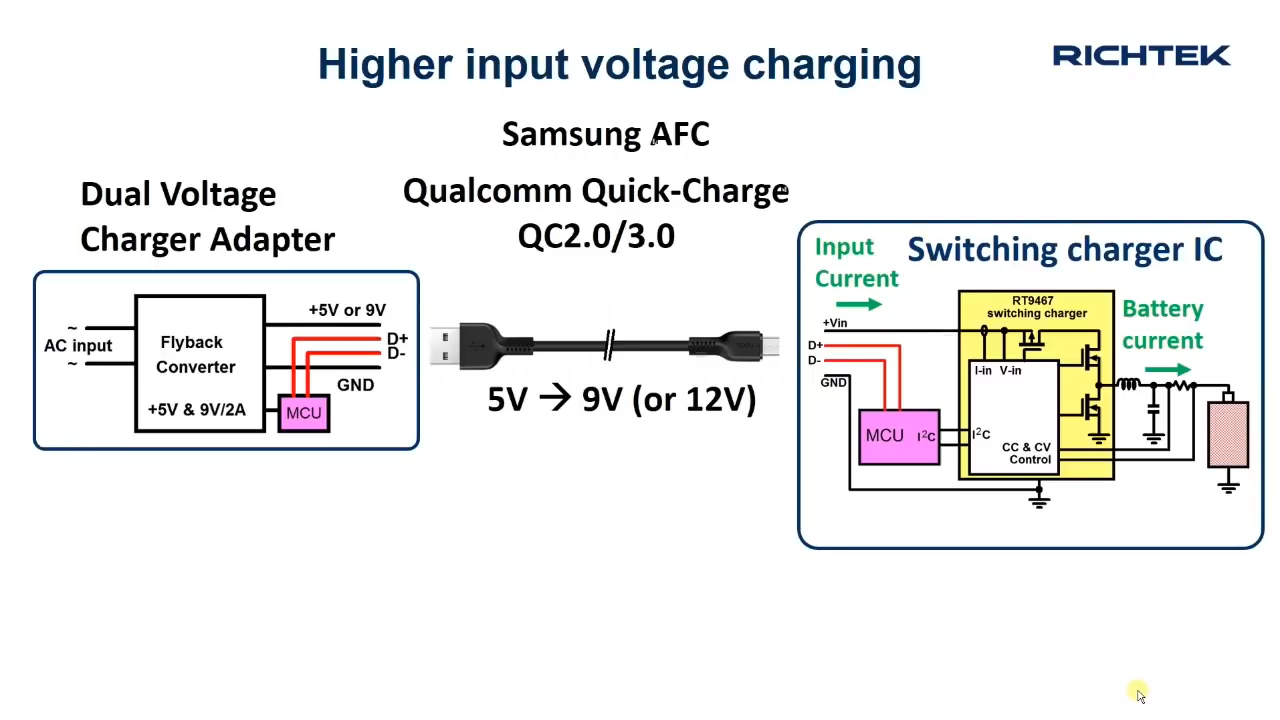 Higher input voltage charging
RICHTEK
Samsung AFC
Qualcomm Quick-Charge
QC2.0/3.0
Dual Voltage
Charger Adapter
~
AC input
~
Flyback
Converter
+5V & 9V/2A
+5V or 9V
D+
D-
GND
MCU
5V → 9V (or 12V)
Switching charger IC
Input
Current
+Vin
D+
D-
GND
MCU
I²C
RT9467
switching charger
I-in
V-in
I²C
CC & CV
Control
Battery
current